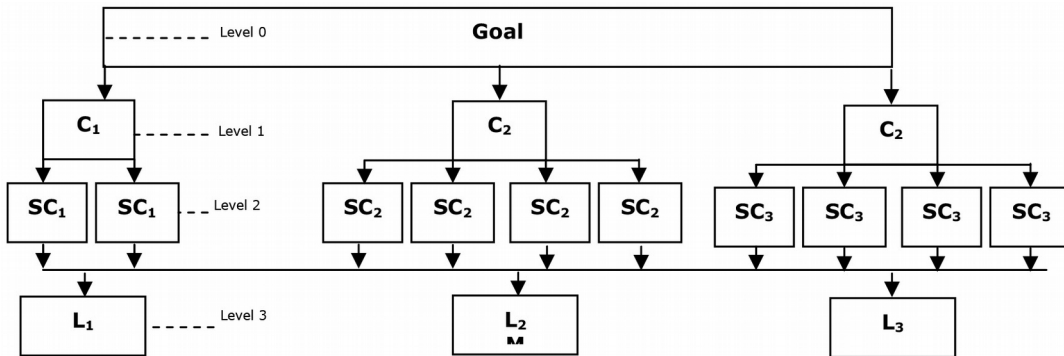 Goal
Level 0
C₁
Level 1
C₂
C₂
SC₁
SC₁
Level 2
SC₂
SC₂
SC₂
SC₂
SC₃
SC₃
SC₃
SC₃
L₁
Level 3
L₂
L₃